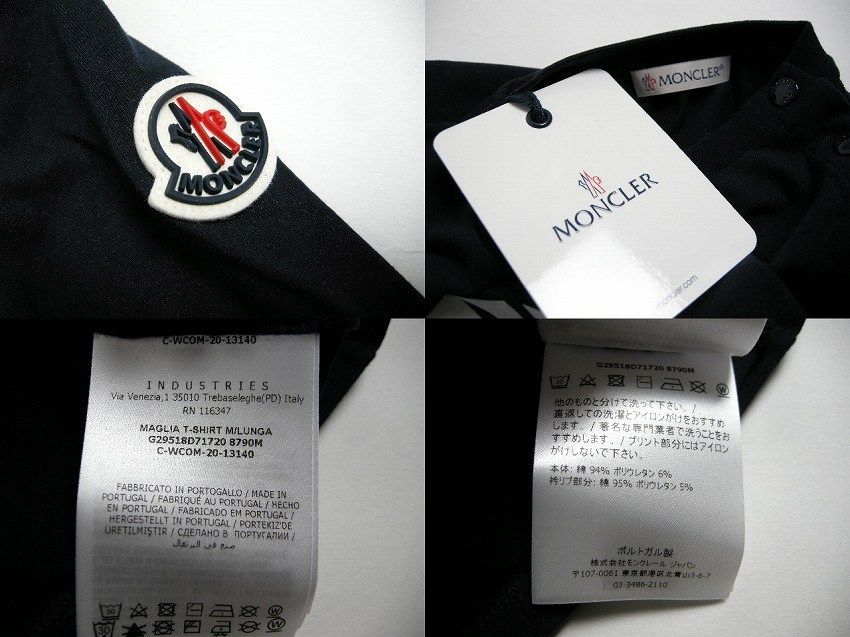 MONCLER
MONCLER
MONCLER
moncler.com
C-WCOM-20-13140
INDUSTRIES
Via Venezia,1 35010 Trebaseleghe(PD) Italy
RN 116347
MAGLIA T-SHIRT M/LUNGA
G29518D71720 8790M
C-WCOM-20-13140
FABBRICATO IN PORTOGALLO / MADE IN
PORTUGAL / FABRIQUÉ AU PORTUGAL / HECHO
EN PORTUGAL / FABRICADO EM PORTUGAL /
HERGESTELLT IN PORTUGAL / PORTEKIZ'DE
ÜRETILMIŞTIR / СДЕЛАНО В ПОРТУГАЛИИ /
صنع في البرتغال
30
30
G29518D71720 8790M
30
他のものと分けて洗って下さい。/
裏返しての洗濯とアイロンがけをおすすめ
します。/ 著名な専門業者で洗うことをお
すすめします。/ プリント部分にはアイロン
がけしないで下さい。
本体: 綿 94% ポリウレタン 6%
衿リブ部分: 綿 95% ポリウレタン 5%
ポルトガル製
株式会社モンクレール ジャパン
〒107-0061 東京都港区北青山3-6-7
03-3486-2110